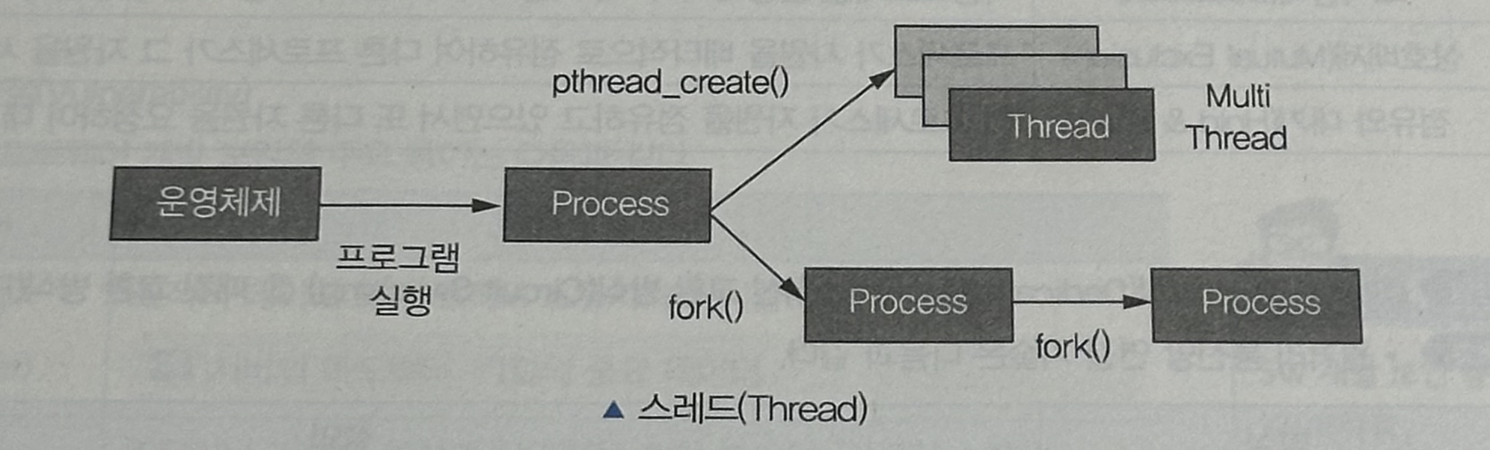 pthread_create()
Thread
Multi
Thread
운영체제
프로그램
실행
Process
fork()
Process
fork()
Process
▲ 스레드(Thread)